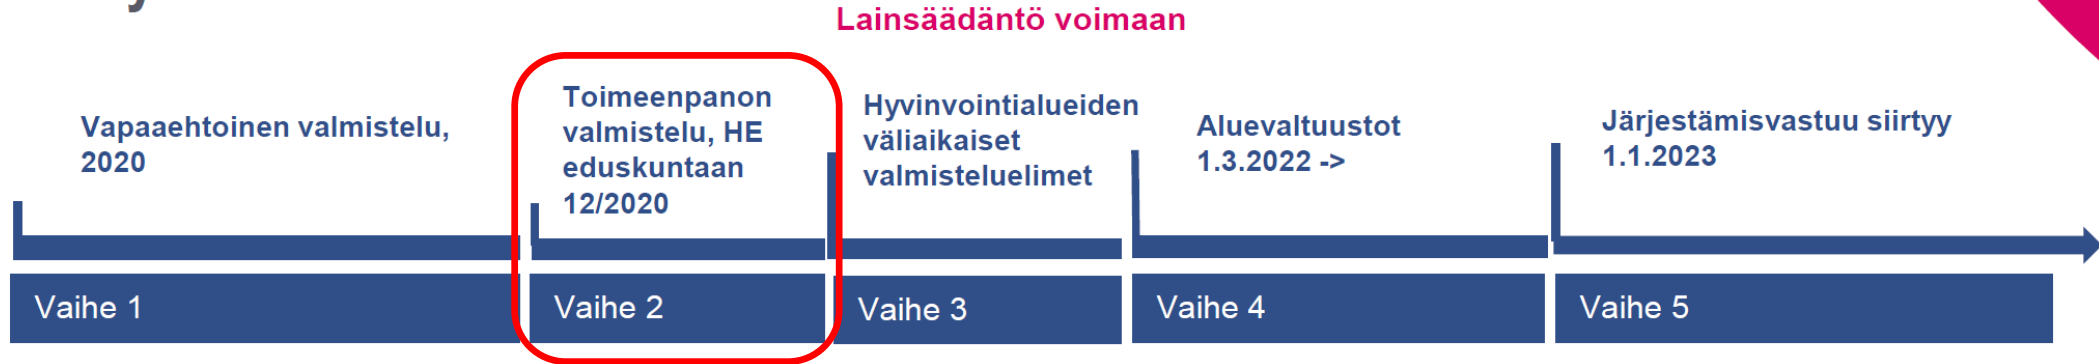 Lainsäädäntö voimaan
Vapaaehtoinen valmistelu,
2020
Toimeenpanon
valmistelu, HE
eduskuntaan
12/2020
Hyvinvointialueiden
väliaikaiset
valmisteluelimet
Aluevaltuustot
1.3.2022 ->
Järjestämisvastuu siirtyy
1.1.2023
Vaihe 1
Vaihe 2
Vaihe 3
Vaihe 4
Vaihe 5